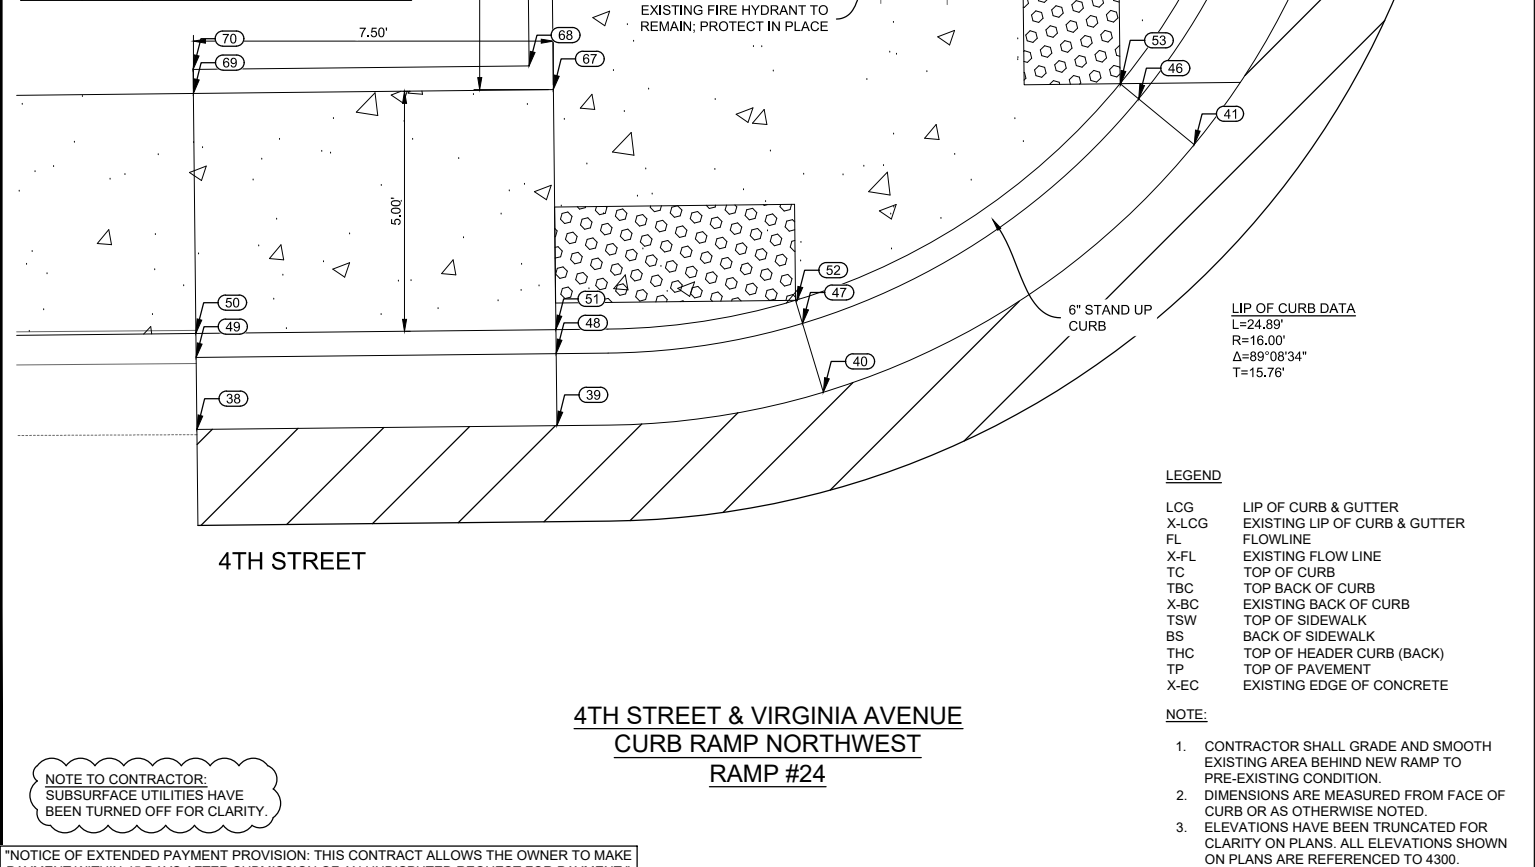 EXISTING FIRE HYDRANT TO
REMAIN; PROTECT IN PLACE
70
7.50'
68
69
67
53
46
41
5.00'
52
50
51
47
49
48
6" STAND UP
CURB
40
38
39
LIP OF CURB DATA
L=24.89'
R=16.00'
Δ=89°08'34"
T=15.76'
4TH STREET
LEGEND
LCG LIP OF CURB & GUTTER
X-LCG EXISTING LIP OF CURB & GUTTER
FL FLOWLINE
X-FL EXISTING FLOW LINE
TC TOP OF CURB
TBC TOP BACK OF CURB
X-BC EXISTING BACK OF CURB
TSW TOP OF SIDEWALK
BS BACK OF SIDEWALK
THC TOP OF HEADER CURB (BACK)
TP TOP OF PAVEMENT
X-EC EXISTING EDGE OF CONCRETE
4TH STREET & VIRGINIA AVENUE
CURB RAMP NORTHWEST
RAMP #24
NOTE:
1. CONTRACTOR SHALL GRADE AND SMOOTH
EXISTING AREA BEHIND NEW RAMP TO
PRE-EXISTING CONDITION.
2. DIMENSIONS ARE MEASURED FROM FACE OF
CURB OR AS OTHERWISE NOTED.
3. ELEVATIONS HAVE BEEN TRUNCATED FOR
CLARITY ON PLANS. ALL ELEVATIONS SHOWN
ON PLANS ARE REFERENCED TO 4300.
NOTE TO CONTRACTOR:
SUBSURFACE UTILITIES HAVE
BEEN TURNED OFF FOR CLARITY.
"NOTICE OF EXTENDED PAYMENT PROVISION: THIS CONTRACT ALLOWS THE OWNER TO MAKE